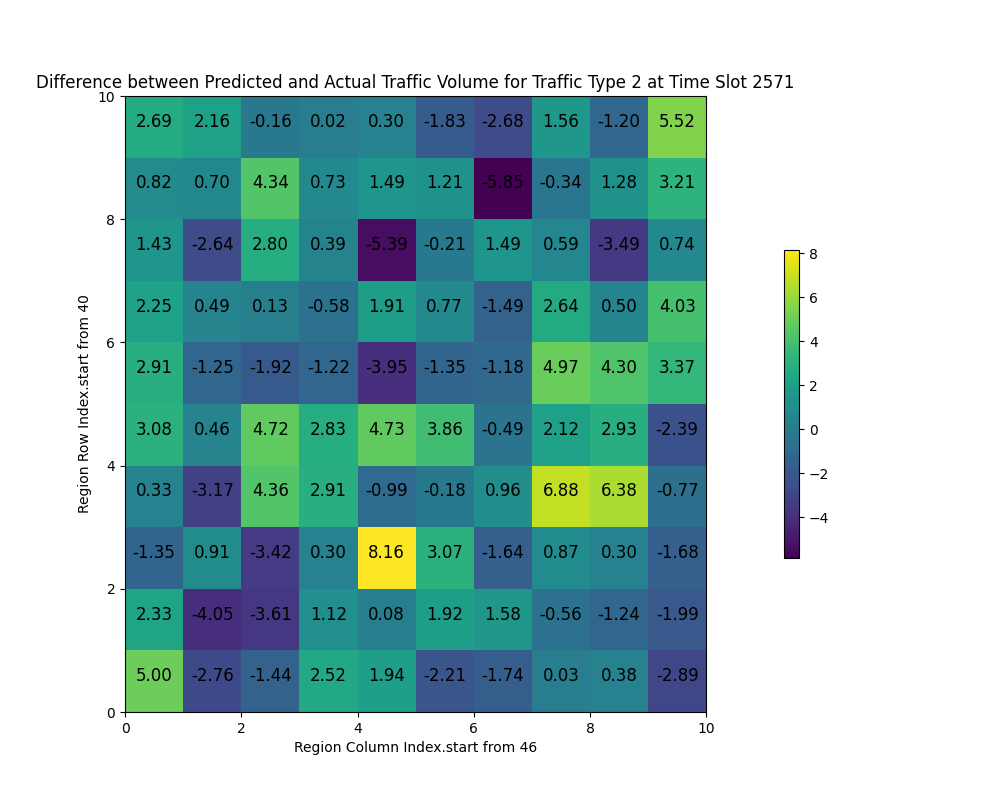 Difference between Predicted and Actual Traffic Volume for Traffic Type 2 at Time Slot 2571
10
2.69 2.16 -0.16 0.02 0.30 -1.83 -2.68 1.56 -1.20 5.52
0.82 0.70 4.34 0.73 1.49 1.21 -5.85 -0.34 1.28 3.21
8
1.43 -2.64 2.80 0.39 -5.39 -0.21 1.49 0.59 -3.49 0.74
2.25 0.49 0.13 -0.58 1.91 0.77 -1.49 2.64 0.50 4.03
6
2.91 -1.25 -1.92 -1.22 -3.95 -1.35 -1.18 4.97 4.30 3.37
3.08 0.46 4.72 2.83 4.73 3.86 -0.49 2.12 2.93 -2.39
4
0.33 -3.17 4.36 2.91 -0.99 -0.18 0.96 6.88 6.38 -0.77
-1.35 0.91 -3.42 0.30 8.16 3.07 -1.64 0.87 0.30 -1.68
2
2.33 -4.05 -3.61 1.12 0.08 1.92 1.58 -0.56 -1.24 -1.99
5.00 -2.76 -1.44 2.52 1.94 -2.21 -1.74 0.03 0.38 -2.89
0
0 2 4 6 8 10
Region Column Index.start from 46
Region Row Index.start from 40
8
6
4
2
0
−2
−4